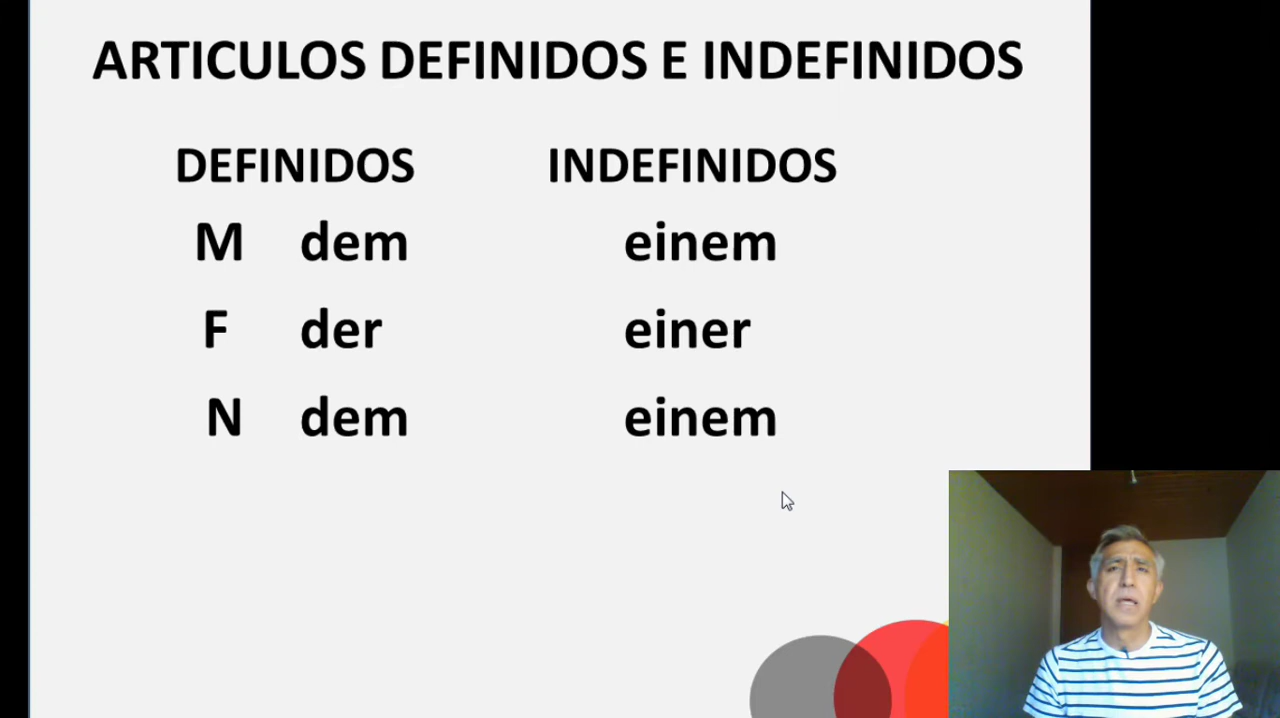 ARTICULOS DEFINIDOS E INDEFINIDOS
DEFINIDOS INDEFINIDOS
M dem einem
F der einer
N dem einem